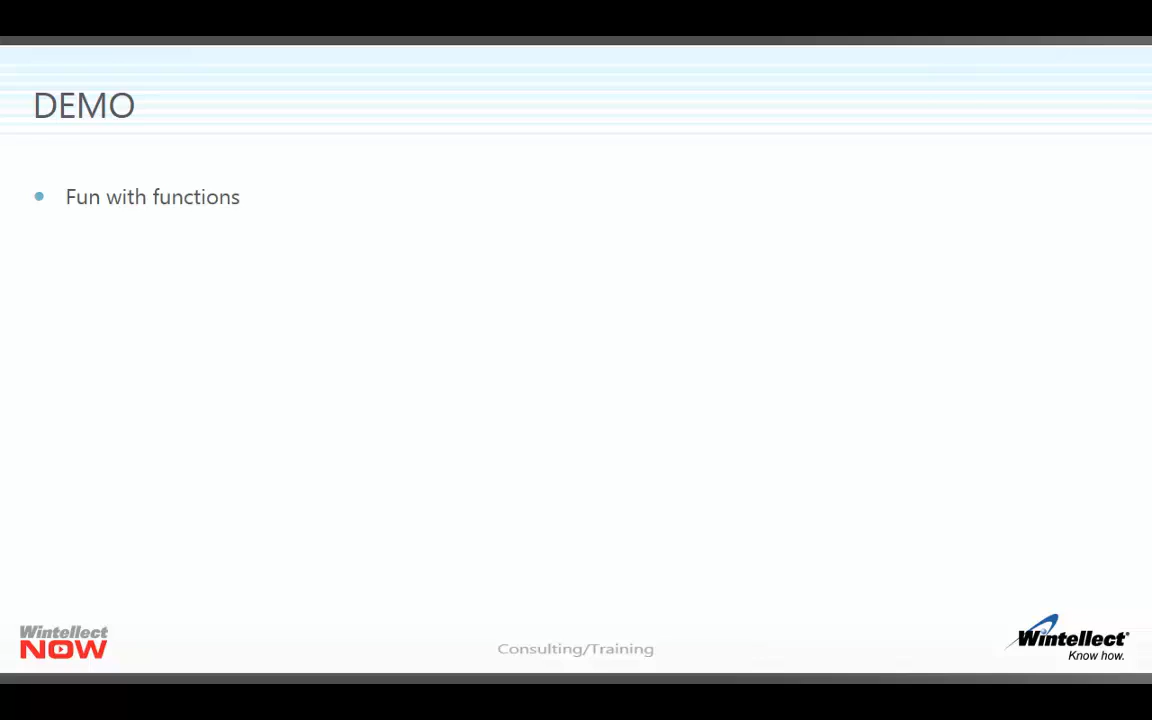 DEMO
Fun with functions
Wintellect
NOW
Consulting/Training
Wintellect®
Know how.